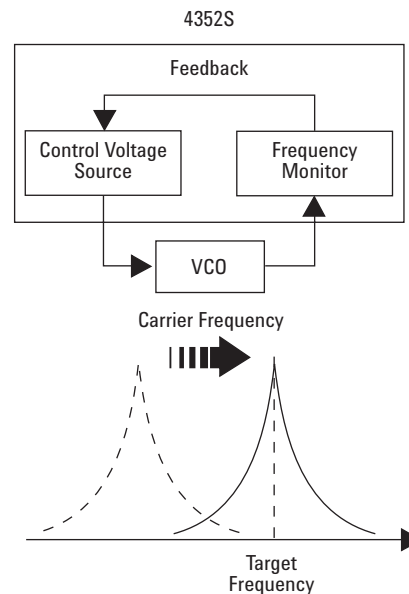 4352S
Feedback
Control Voltage
Source
Frequency
Monitor
VCO
Carrier Frequency
Target
Frequency